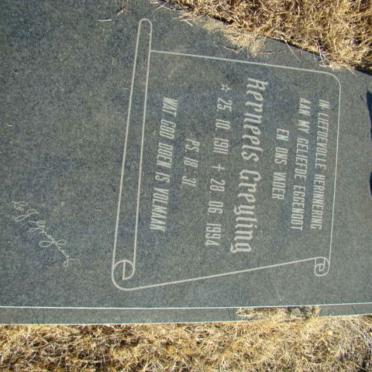 IN LIEFDEVOLLE HERINNERING
AAN MY GELIEFDE EGGENOOT
EN ONS VADER
Kerneels Greyling
☆ 25. 10. 1911 + 28. 06. 1994
PS. 18 : 31.
WAT GOD DOEN IS VOLMAAK